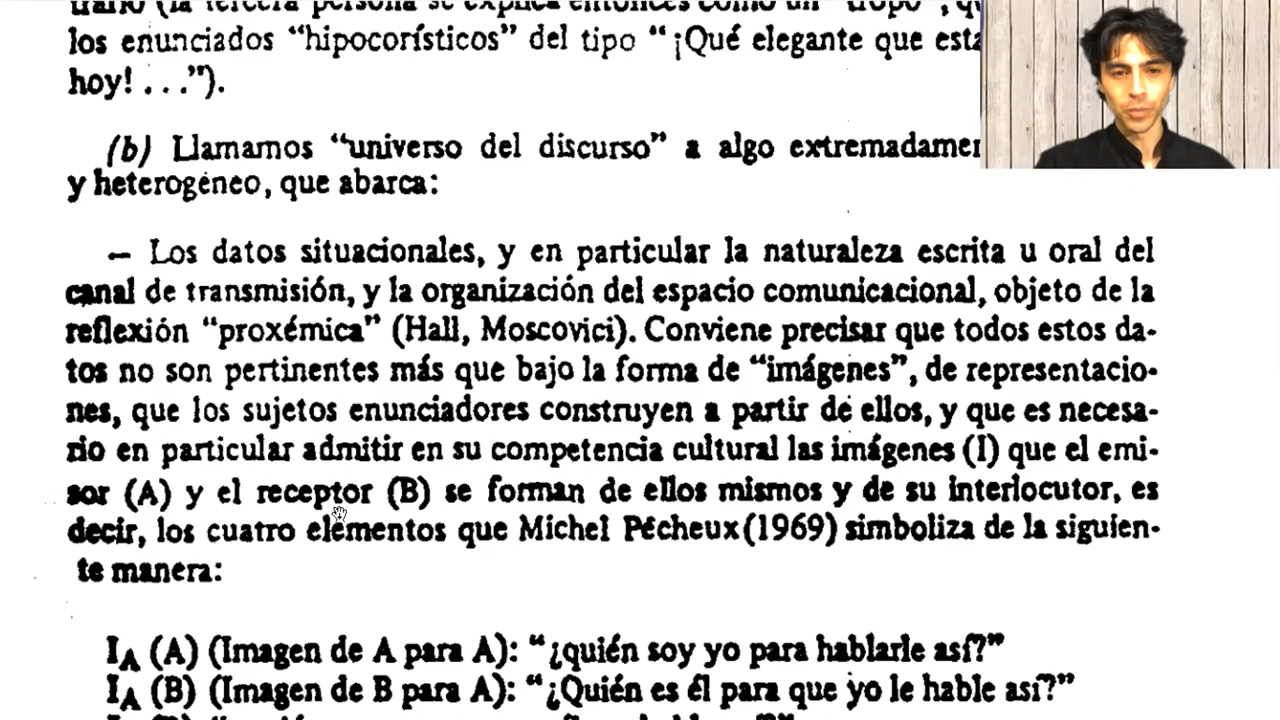 los enunciados “hipocorísticos” del tipo “¡Qué elegante que
hoy! . . .”).
(b) Llamamos “universo del discurso” a algo
y heterogéneo, que abarca:
— Los datos situacionales, y en particular la naturaleza escrita u oral del
canal de transmisión, y la organización del espacio comunicacional, objeto de la
reflexión “proxémica” (Hall, Moscovici). Conviene precisar que todos estos da-
tos no son pertinentes más que bajo la forma de “imágenes”, de representacio-
nes, que los sujetos enunciadores construyen a partir de ellos, y que es necesa-
rio en particular admitir en su competencia cultural las imágenes (I) que el emi-
sor (A) y el receptor (B) se forman de ellos mismos y de su interlocutor, es
decir, los cuatro elementos que Michel Pécheux (1969) simboliza de la siguien-
te manera:
IA (A) (Imagen de A para A): “¿quién soy yo para hablarle así?”
IA (B) (Imagen de B para A): “¿Quién es él para que yo le hable así?”